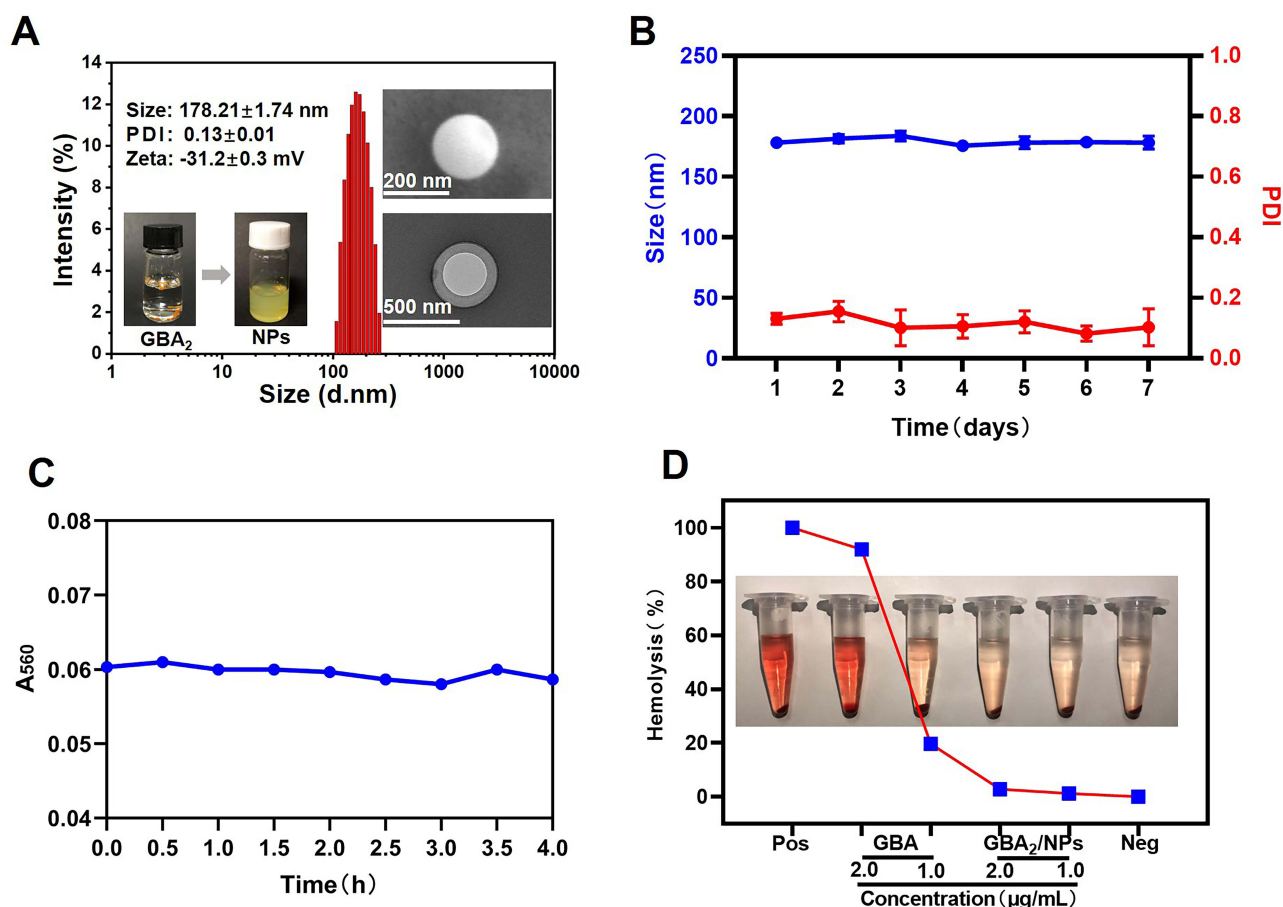 A
14
12
10
8
6
4
2
0
Intensity (%)
Size: 178.21±1.74 nm
PDI: 0.13±0.01
Zeta: -31.2±0.3 mV
200 nm
500 nm
GBA₂
NPs
1
10
100
1000
10000
Size (d.nm)
B
250
200
150
100
50
0
Size(nm)
1.0
0.8
0.6
0.4
0.2
0.0
PDI
1
2
3
4
5
6
7
Time(days)
C
0.08
0.07
0.06
0.05
0.04
A560
0.0
0.5
1.0
1.5
2.0
2.5
3.0
3.5
4.0
Time(h)
D
100
80
60
40
20
0
Hemolysis(%)
Pos
GBA
GBA₂/NPs
Neg
2.0
1.0
2.0
1.0
Concentration(μg/mL)